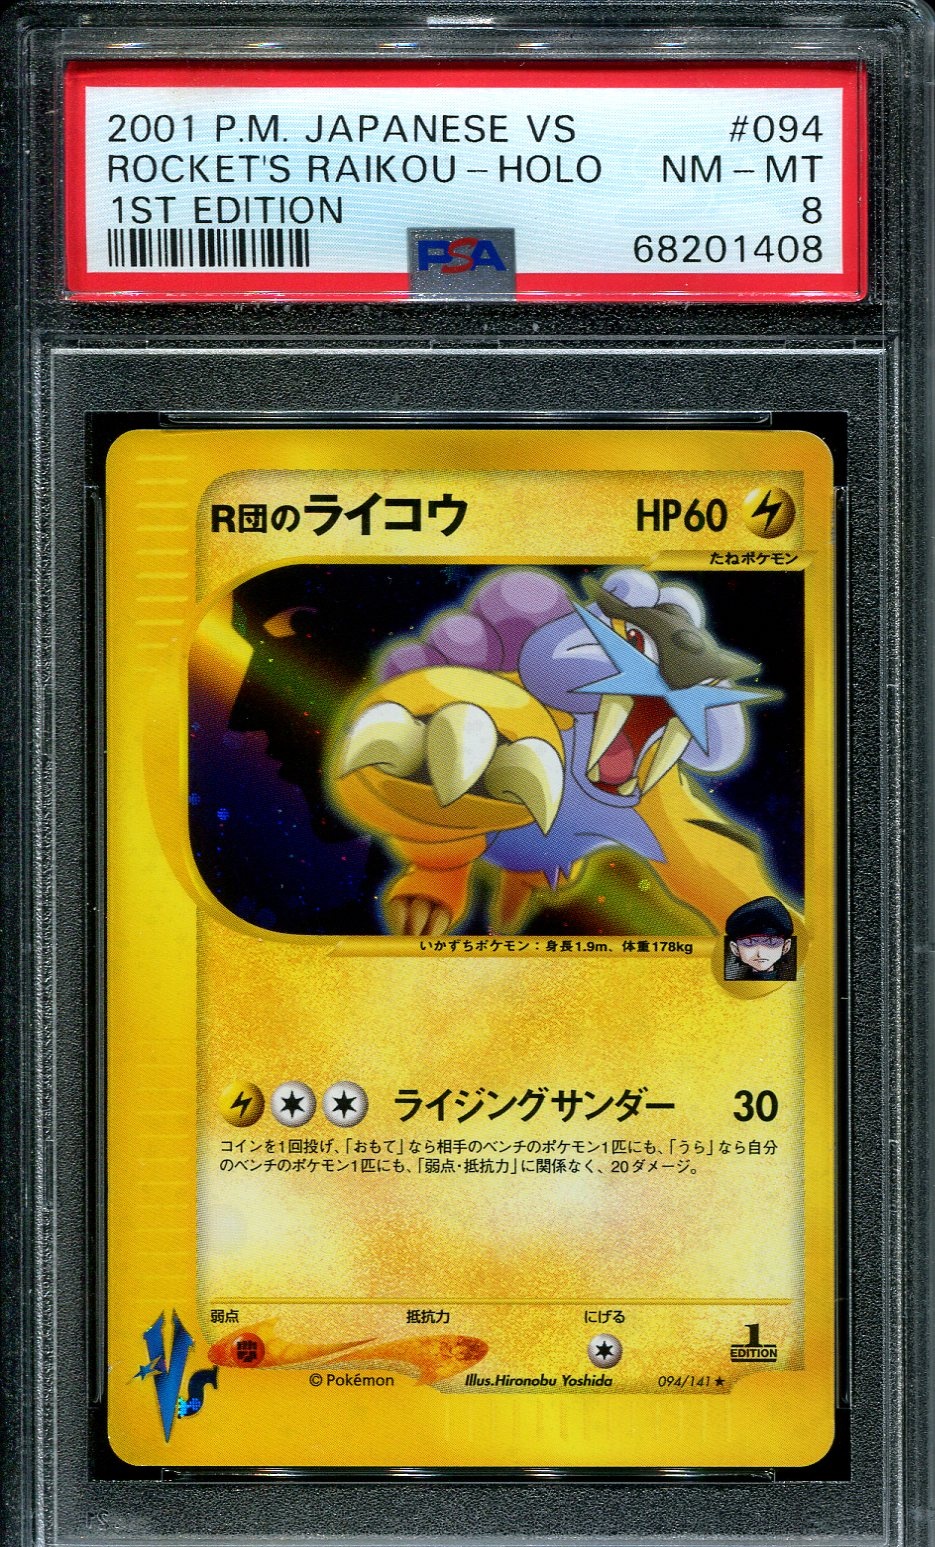 2001 P.M. JAPANESE VS #094
ROCKET'S RAIKOU - HOLO NM - MT
1ST EDITION 8
68201408
PSA
R団のライコウ HP60
たねポケモン
いかずちポケモン：身長1.9m、体重178kg
ライジングサンダー 30
コインを1回投げ、「おもて」なら相手のベンチのポケモン1匹にも、「うら」なら自分
のベンチのポケモン1匹にも、「弱点・抵抗力」に関係なく、20ダメージ。
弱点 抵抗力 にげる
1
EDITION
©Pokémon Illus.Hironobu Yoshida 094/141★
VS